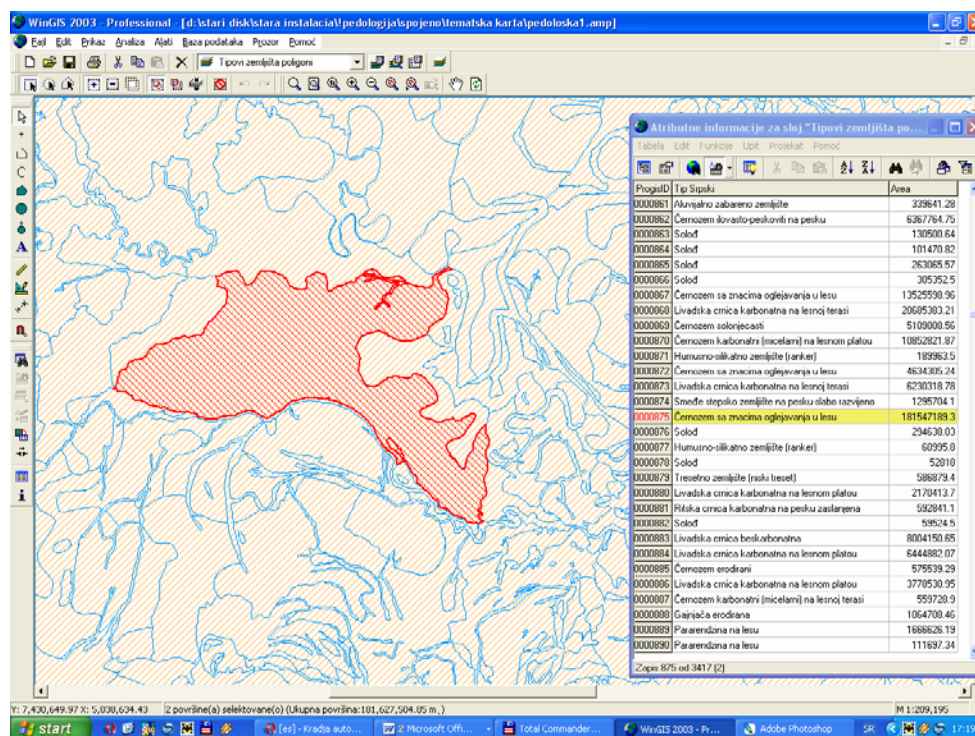 WinGIS 2003 - Professional - [d:\stari disk\stara instalacia\!pedologija\spojeno\tematska karta\pedoloska1.amp]
Fajl Edit Prikaz Analiza Alati Baza podataka Prozor Pomoć
Tipovi zemljišta poligoni
Atributne informacije za sloj "Tipovi zemljišta po...
Tabela Edit Funkcije Upit Projekat Pomoć
ProgisID Tip Srpski Area
0000861 Aluvijalno zabareno zemljište 339641.28
0000862 Černozem ilovasto-peskoviti na pesku 6367764.75
0000863 Solođ 130500.64
0000864 Solođ 101470.82
0000865 Solođ 263065.57
0000866 Solođ 305352.5
0000867 Černozem sa znacima oglejavanja u lesu 13525598.96
0000868 Livadska crnica karbonatna na lesnoj terasi 20605303.21
0000869 Černozem solonjecasti 5109008.56
0000870 Černozem karbonatni (micelarni) na lesnom platou 10852821.87
0000871 Humusno-silikatno zemljište (ranker) 189963.5
0000872 Černozem sa znacima oglejavanja u lesu 4634305.24
0000873 Livadska crnica karbonatna na lesnoj terasi 6230318.78
0000874 Smeđe stepsko zemljište na pesku-slabo razvijeno 1295704.1
0000875 Černozem sa znacima oglejavanja u lesu 181547189.3
0000876 Solođ 294638.03
0000877 Humusno-silikatno zemljište (ranker) 60995.8
0000878 Solođ 52818
0000879 Tresetno zemljište (niski treset) 586879.4
0000880 Livadska crnica karbonatna na lesnom platou 2170413.7
0000881 Ritska crnica karbonatna na pesku zaslanjena 592841.1
0000882 Solođ 59524.5
0000883 Livadska crnica beskarbonatna 8004150.65
0000884 Livadska crnica karbonatna na lesnom platou 6444882.07
0000885 Černozem erodirani 575539.29
0000886 Livadska crnica karbonatna na lesnom platou 3778530.95
0000887 Černozem karbonatni (micelarni) na lesnoj terasi 559728.9
0000888 Gajnjača erodirana 1064708.46
0000889 Pararendzina na lesu 1666626.19
0000890 Pararendzina na lesu 111697.34
Zapis 875 od 3417 [2]
Y: 7,430,649.97 X: 5,030,634.43 2 površine(a) selektovane(o) (Ukupna površina:181,627,504.85 m ) M 1:209,195
start [es] - Kradja auto... 2 Microsoft Offi... Total Commander... WinGIS 2003 - Pr... Adobe Photoshop SR 17:19